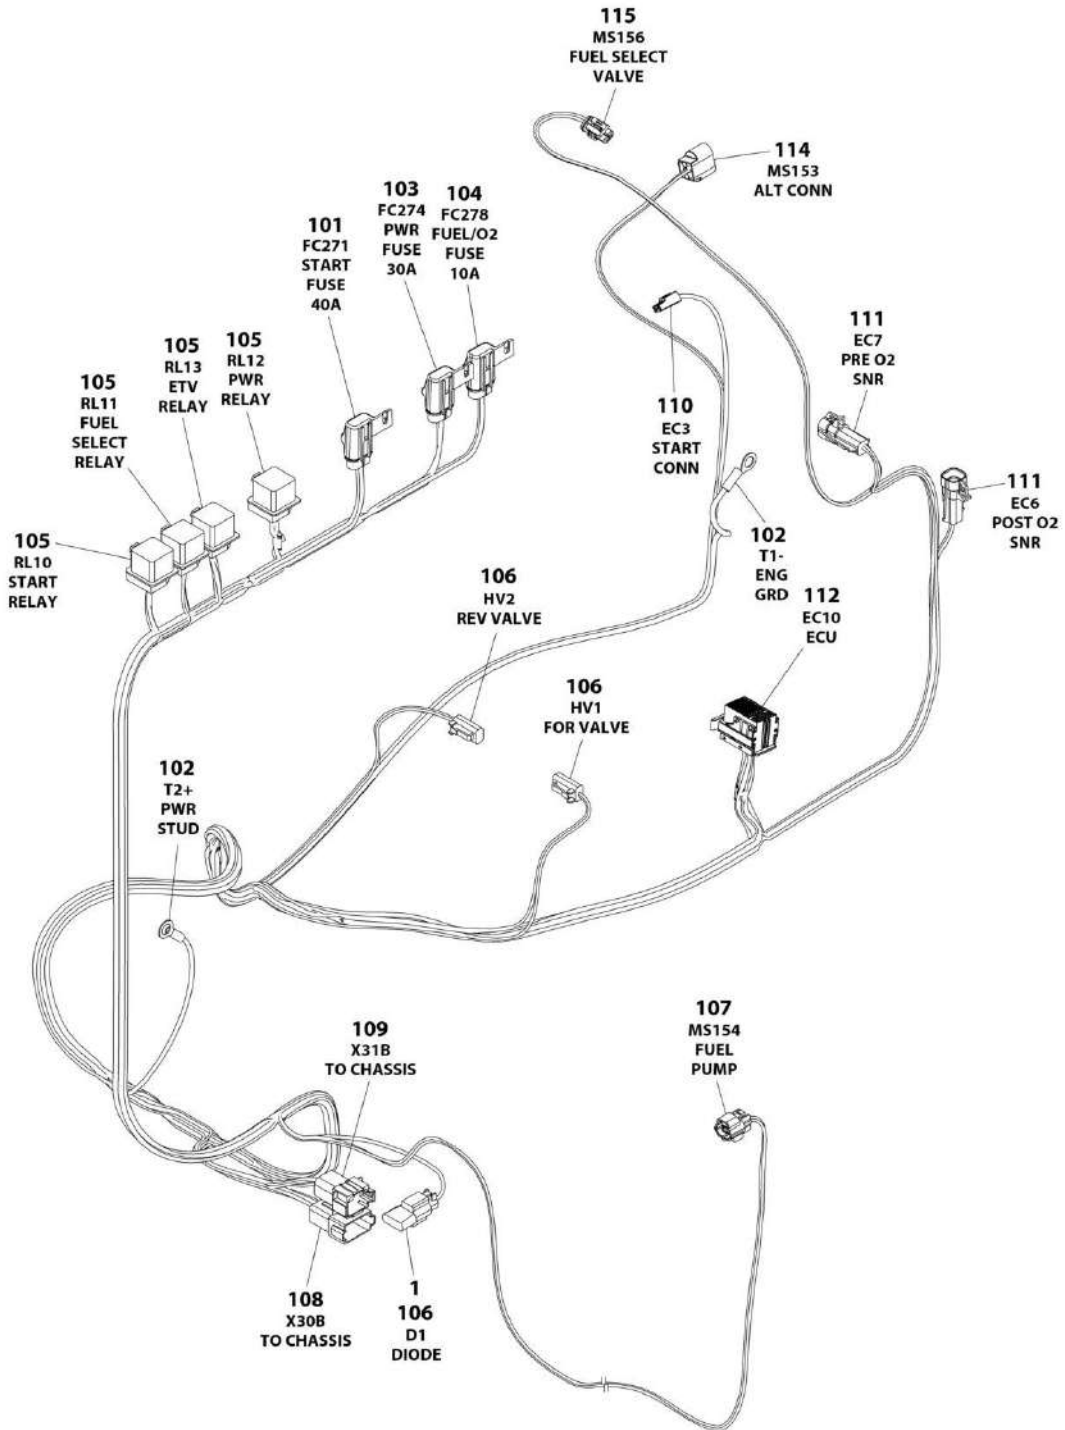 115
MS156
FUEL SELECT
VALVE
114
MS153
ALT CONN
103
FC274
PWR
FUSE
30A
104
FC278
FUEL/O2
FUSE
10A
101
FC271
START
FUSE
40A
105
RL12
PWR
RELAY
105
RL13
ETV
RELAY
105
RL11
FUEL
SELECT
RELAY
105
RL10
START
RELAY
111
EC7
PRE O2
SNR
110
EC3
START
CONN
111
EC6
POST O2
SNR
102
T1-
ENG
GRD
112
EC10
ECU
106
HV2
REV VALVE
106
HV1
FOR VALVE
102
T2+
PWR
STUD
109
X31B
TO CHASSIS
107
MS154
FUEL
PUMP
108
X30B
TO CHASSIS
1
106
D1
DIODE